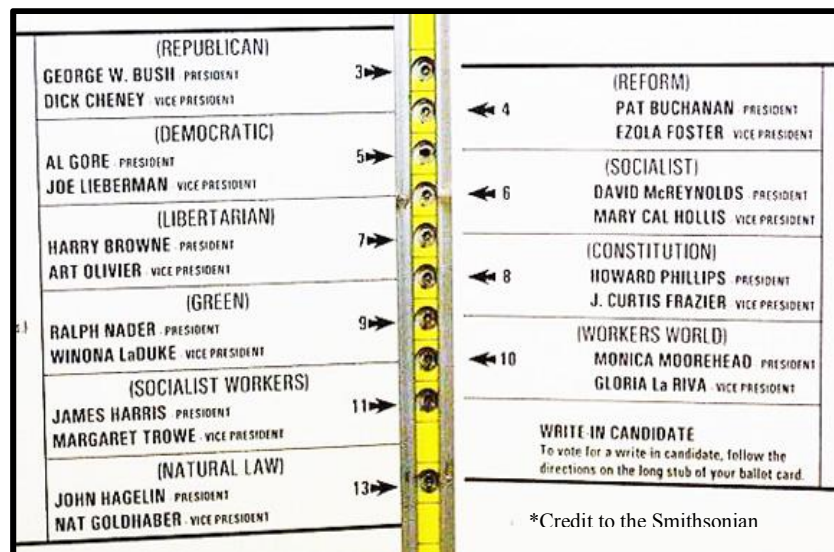 (REPUBLICAN)
GEORGE W. BUSH · PRESIDENT
DICK CHENEY · VICE PRESIDENT
3
(DEMOCRATIC)
AL GORE · PRESIDENT
JOE LIEBERMAN · VICE PRESIDENT
5
(LIBERTARIAN)
HARRY BROWNE · PRESIDENT
ART OLIVIER · VICE PRESIDENT
7
(GREEN)
RALPH NADER · PRESIDENT
WINONA LaDUKE · VICE PRESIDENT
9
(SOCIALIST WORKERS)
JAMES HARRIS · PRESIDENT
MARGARET TROWE · VICE PRESIDENT
11
(NATURAL LAW)
JOHN HAGELIN · PRESIDENT
NAT GOLDHABER · VICE PRESIDENT
13
(REFORM)
4
PAT BUCHANAN · PRESIDENT
EZOLA FOSTER · VICE PRESIDENT
(SOCIALIST)
6
DAVID McREYNOLDS · PRESIDENT
MARY CAL HOLLIS · VICE PRESIDENT
(CONSTITUTION)
8
HOWARD PHILLIPS · PRESIDENT
J. CURTIS FRAZIER · VICE PRESIDENT
(WORKERS WORLD)
10
MONICA MOOREHEAD · PRESIDENT
GLORIA La RIVA · VICE PRESIDENT
WRITE-IN CANDIDATE
To vote for a write in candidate, follow the
directions on the long stub of your ballot card.
*Credit to the Smithsonian